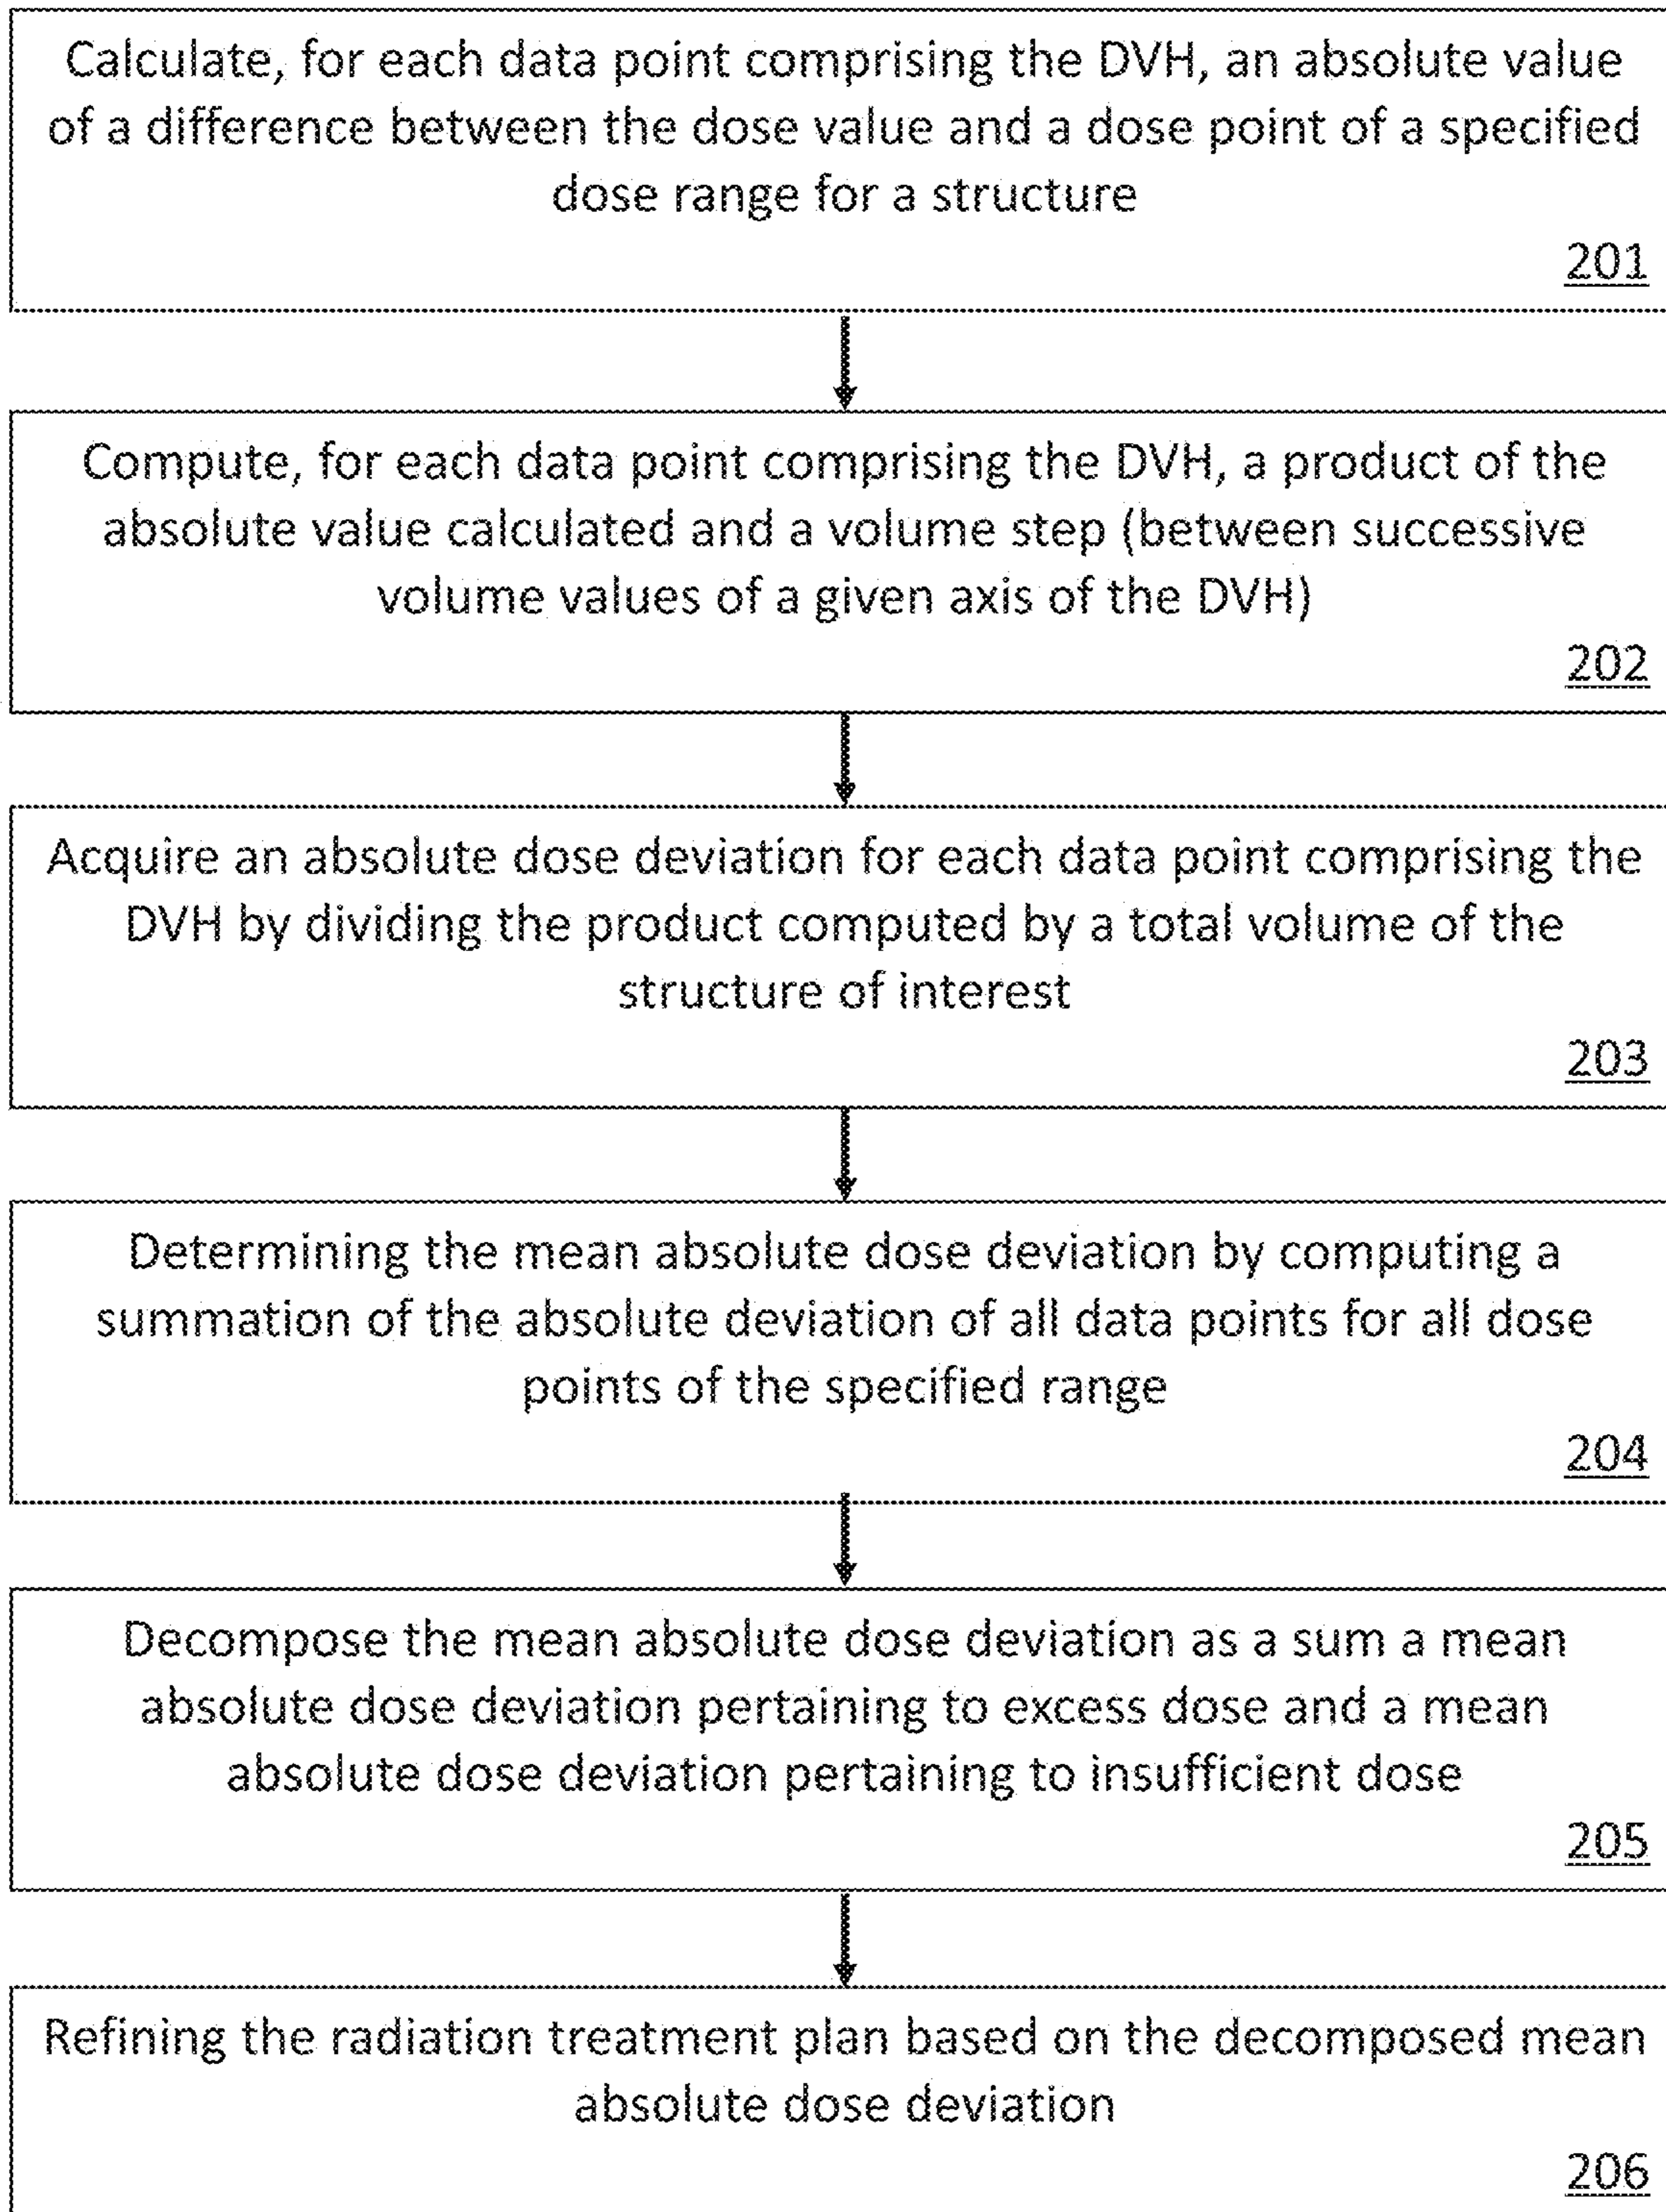 Calculate, for each data point comprising the DVH, an absolute value
of a difference between the dose value and a dose point of a specified
dose range for a structure
201
Compute, for each data point comprising the DVH, a product of the
absolute value calculated and a volume step (between successive
volume values of a given axis of the DVH)
202
Acquire an absolute dose deviation for each data point comprising the
DVH by dividing the product computed by a total volume of the
structure of interest
203
Determining the mean absolute dose deviation by computing a
summation of the absolute deviation of all data points for all dose
points of the specified range
204
Decompose the mean absolute dose deviation as a sum a mean
absolute dose deviation pertaining to excess dose and a mean
absolute dose deviation pertaining to insufficient dose
205
Refining the radiation treatment plan based on the decomposed mean
absolute dose deviation
206